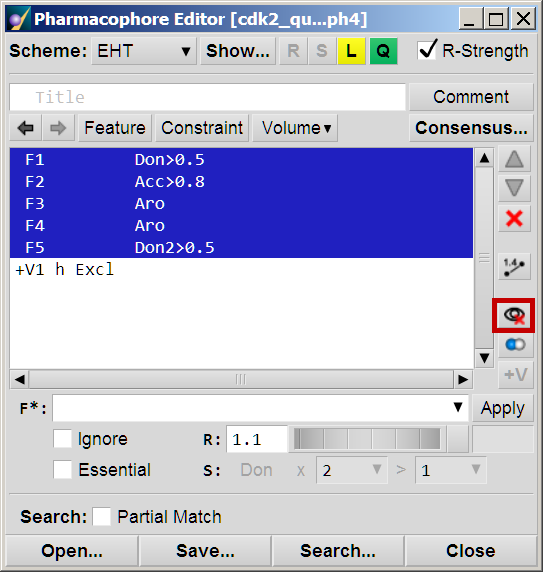 Pharmacophore Editor [cdk2_qu...ph4]
Scheme: EHT Show... R S L Q R-Strength
Title Comment
Feature Constraint Volume Consensus...
F1 Don>0.5
F2 Acc>0.8
F3 Aro
F4 Aro
F5 Don2>0.5
+V1 h Excl
1.4
+V
F*: Apply
Ignore R: 1.1
Essential S: Don x 2 > 1
Search: Partial Match
Open... Save... Search... Close